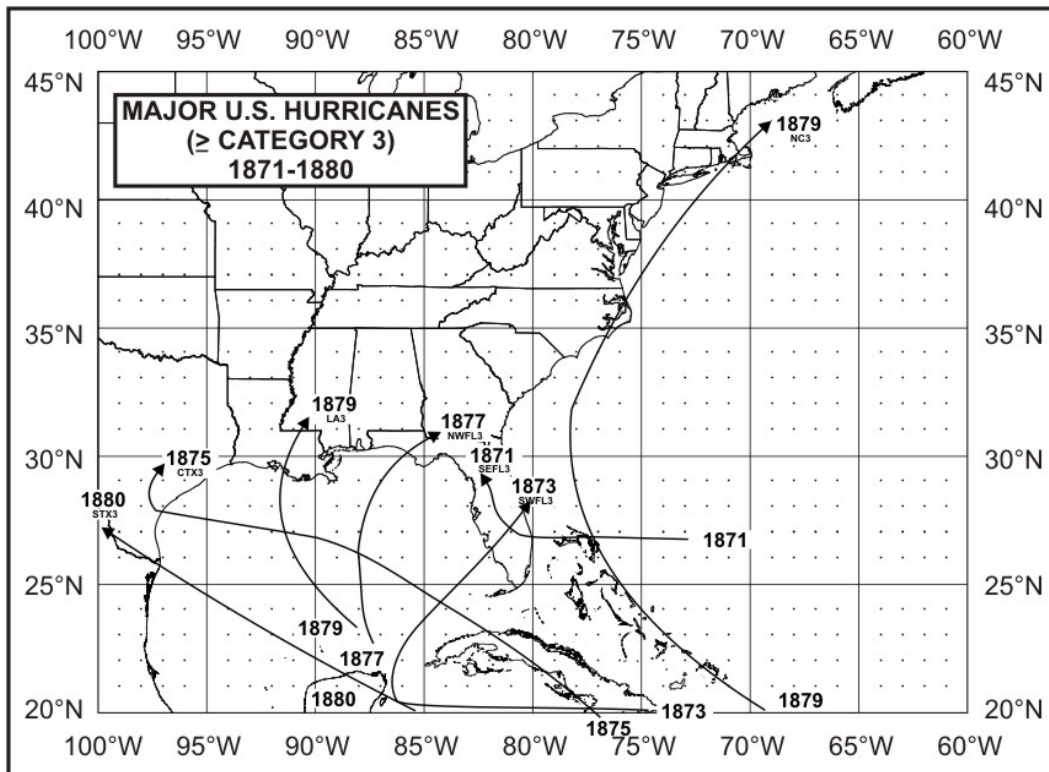 100°W 95°W 90°W 85°W 80°W 75°W 70°W 65°W 60°W
45°N 45°N
MAJOR U.S. HURRICANES
(≥ CATEGORY 3)
1871-1880
1879
NC3
40°N 40°N
35°N 35°N
1879
LA3
1877
NWFL3
1871
SEFL3
30°N 30°N
1875
CTX3
1873
SWFL3
1880
STX3
1871
25°N 25°N
1879
1877
1880
1873
1879
1875
20°N 20°N
100°W 95°W 90°W 85°W 80°W 75°W 70°W 65°W 60°W